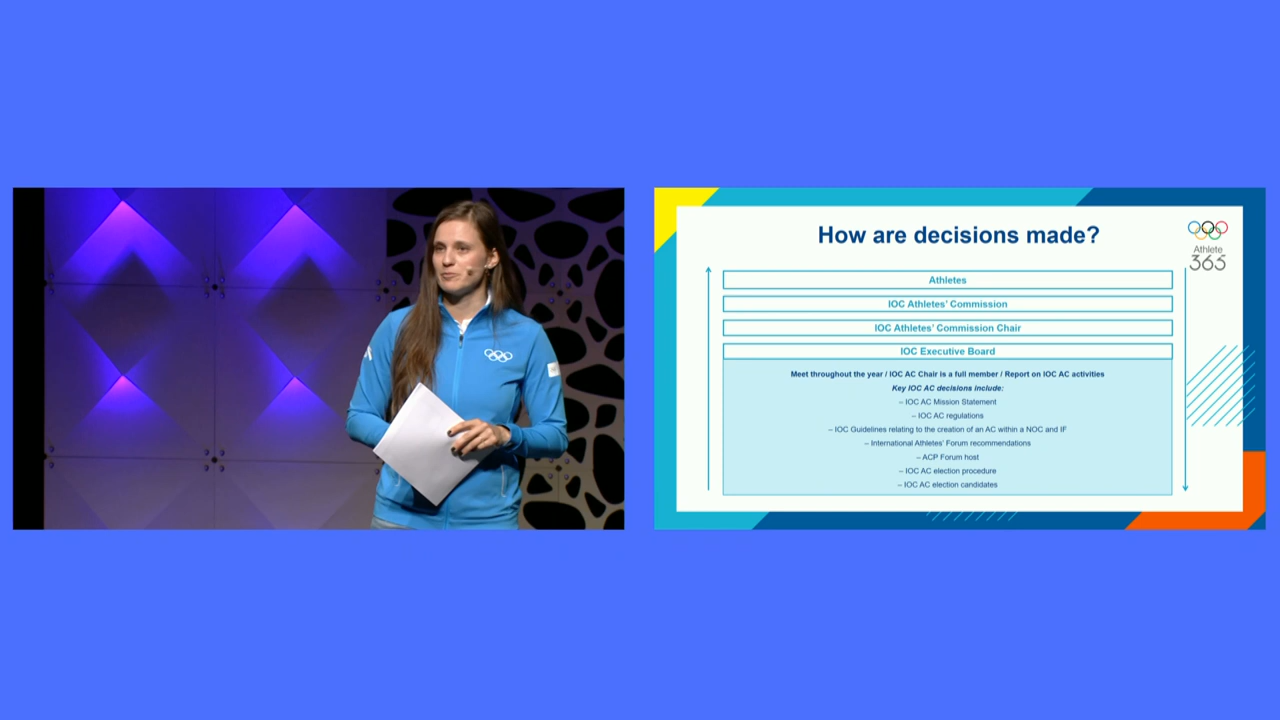 How are decisions made?
Athlete
365
Athletes
IOC Athletes’ Commission
IOC Athletes’ Commission Chair
IOC Executive Board
Meet throughout the year / IOC AC Chair is a full member / Report on IOC AC activities
Key IOC AC decisions include:
– IOC AC Mission Statement
– IOC AC regulations
– IOC Guidelines relating to the creation of an AC within a NOC and IF
– International Athletes’ Forum recommendations
– ACP Forum host
– IOC AC election procedure
– IOC AC election candidates